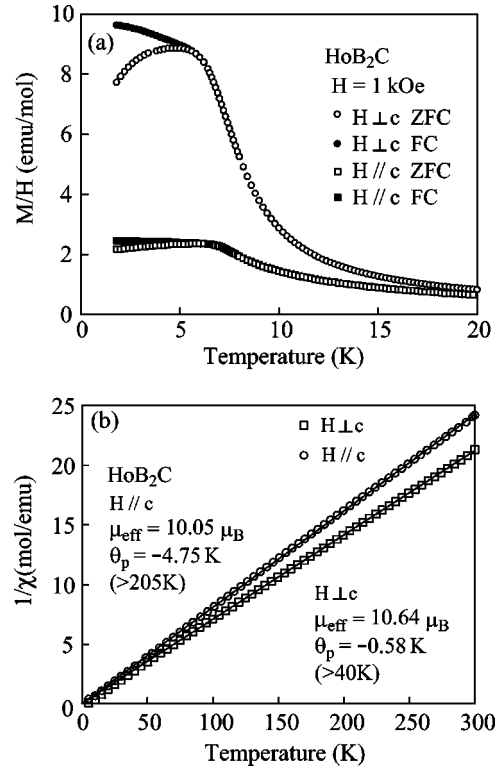 (a)
HoB₂C
H = 1 kOe
H⊥c ZFC
H⊥c FC
H // c ZFC
H // c FC
M/H (emu/mol)
10
8
6
4
2
0
0
5
10
15
20
Temperature (K)
(b)
H⊥c
H // c
HoB₂C
H // c
μeff = 10.05 μB
θp = −4.75 K
(>205K)
H⊥c
μeff = 10.64 μB
θp = −0.58 K
(>40K)
1/χ(mol/emu)
25
20
15
10
5
0
0
50
100
150
200
250
300
Temperature (K)